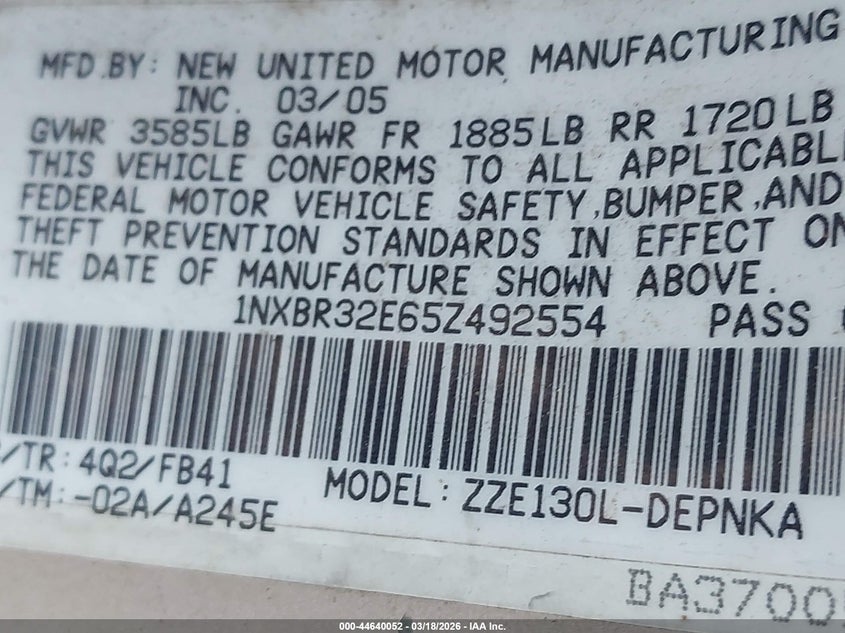 MFD.BY: NEW UNITED MOTOR MANUFACTURING
INC. 03/05
GVWR 3585LB GAWR FR 1885LB RR 1720LB
THIS VEHICLE CONFORMS TO ALL APPLICABL
FEDERAL MOTOR VEHICLE SAFETY,BUMPER,AND
THEFT PREVENTION STANDARDS IN EFFECT ON
THE DATE OF MANUFACTURE SHOWN ABOVE.
1NXBR32E65Z492554 PASS
/TR:4Q2/FB41
/TM:-02A/A245E
MODEL:ZZE130L-DEPNKA
BA3700
000-44640052 - 03/18/2026 - IAA Inc.